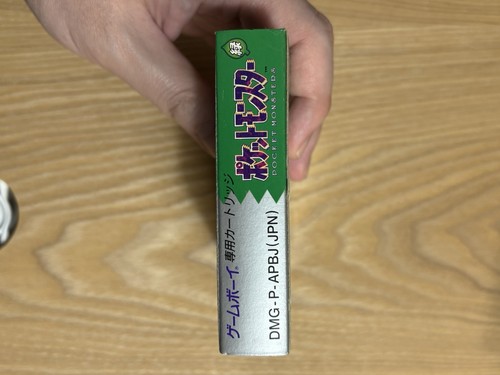 緑
ポケットモンスター
POCKET MONSTERS
ゲームボーイ専用カートリッジ
DMG-P-APBJ(JPN)